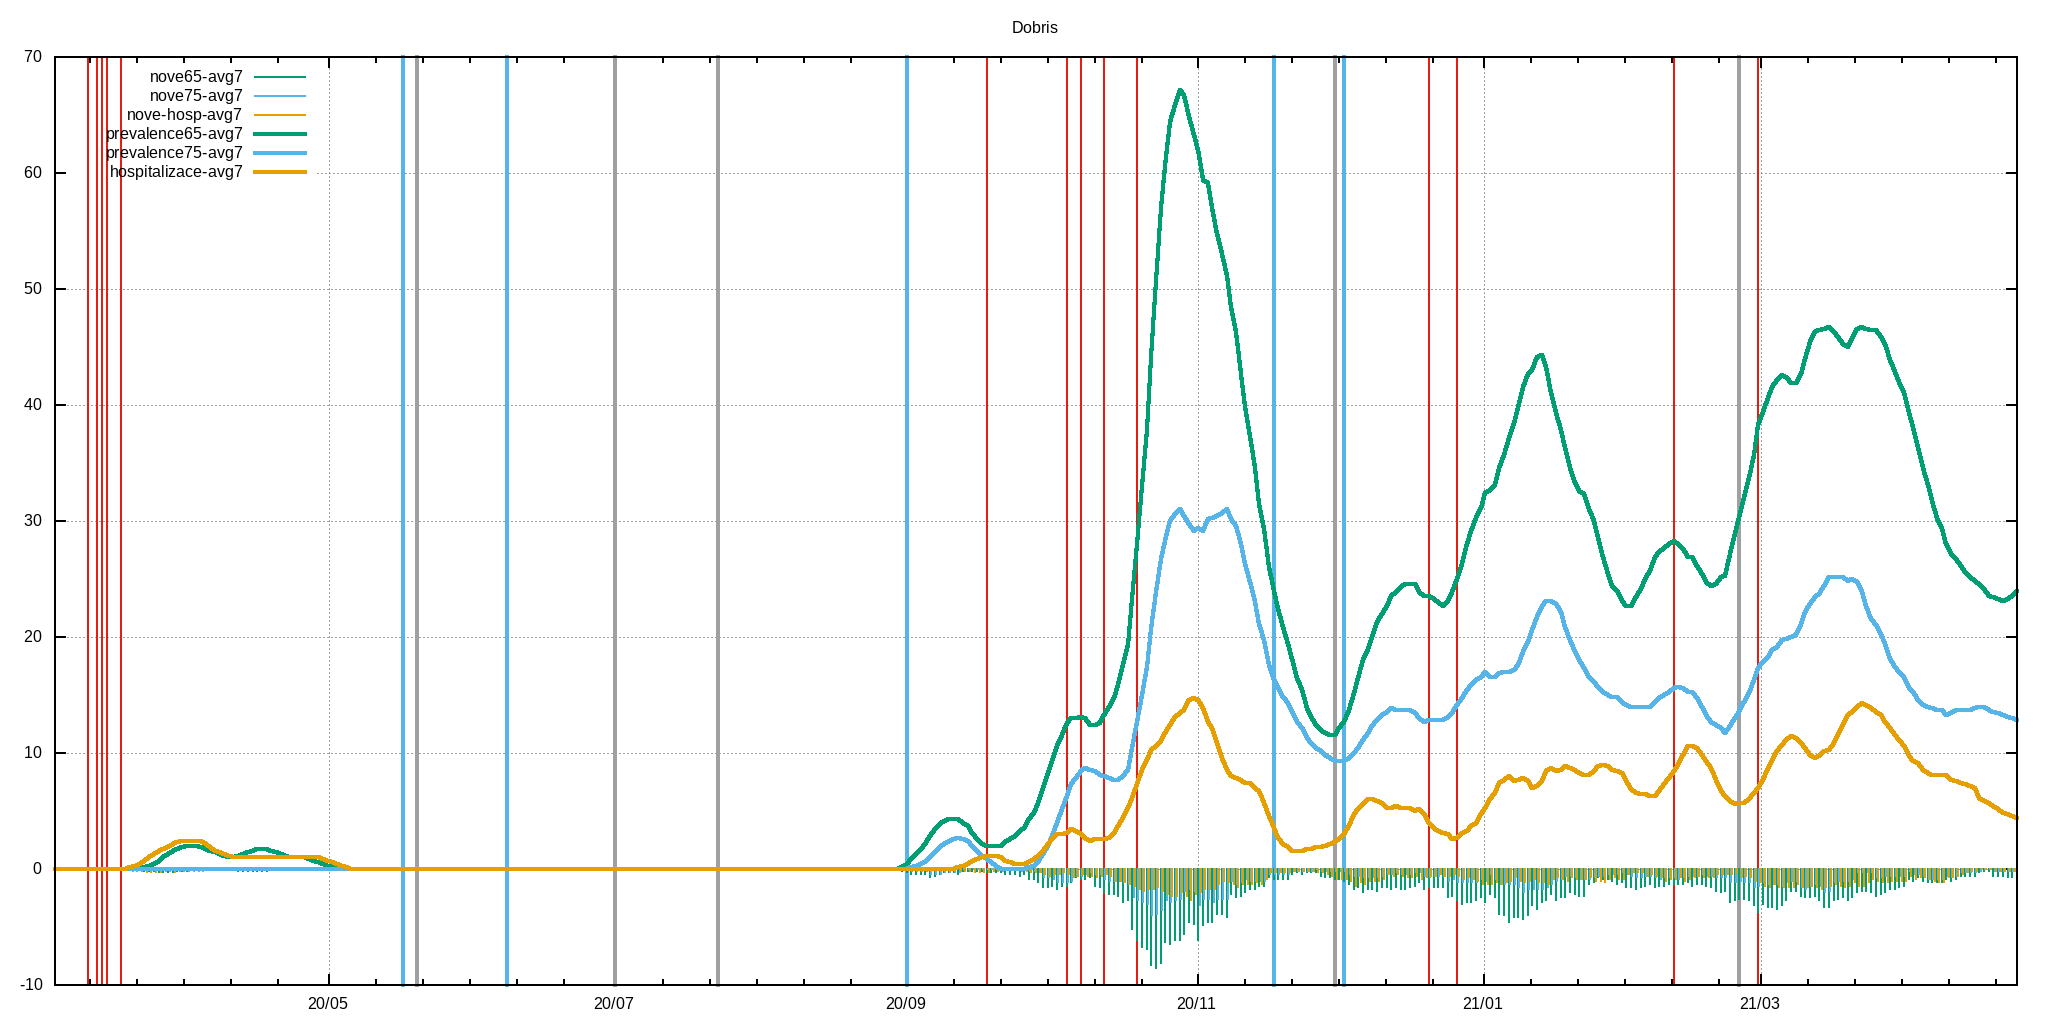 Dobris
70
60
50
40
30
20
10
0
-10
nove65-avg7
nove75-avg7
nove-hosp-avg7
prevalence65-avg7
prevalence75-avg7
hospitalizace-avg7
20/05
20/07
20/09
20/11
21/01
21/03